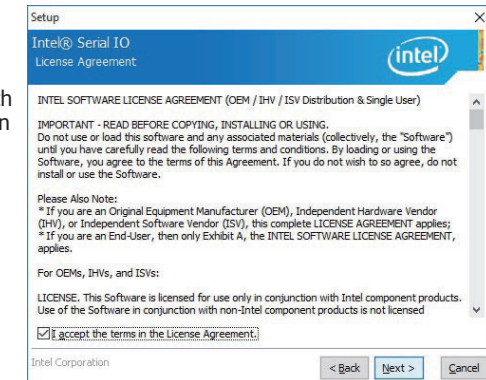 Setup
Intel® Serial IO
License Agreement
intel
th
n
INTEL SOFTWARE LICENSE AGREEMENT (OEM / IHV / ISV Distribution & Single User)
IMPORTANT - READ BEFORE COPYING, INSTALLING OR USING.
Do not use or load this software and any associated materials (collectively, the "Software")
until you have carefully read the following terms and conditions. By loading or using the
Software, you agree to the terms of this Agreement. If you do not wish to so agree, do not
install or use the Software.
Please Also Note:
* If you are an Original Equipment Manufacturer (OEM), Independent Hardware Vendor
(IHV), or Independent Software Vendor (ISV), this complete LICENSE AGREEMENT applies;
* If you are an End-User, then only Exhibit A, the INTEL SOFTWARE LICENSE AGREEMENT,
applies.
For OEMs, IHVs, and ISVs:
LICENSE. This Software is licensed for use only in conjunction with Intel component products.
Use of the Software in conjunction with non-Intel component products is not licensed
I accept the terms in the License Agreement.
Intel Corporation
< Back
Next >
Cancel